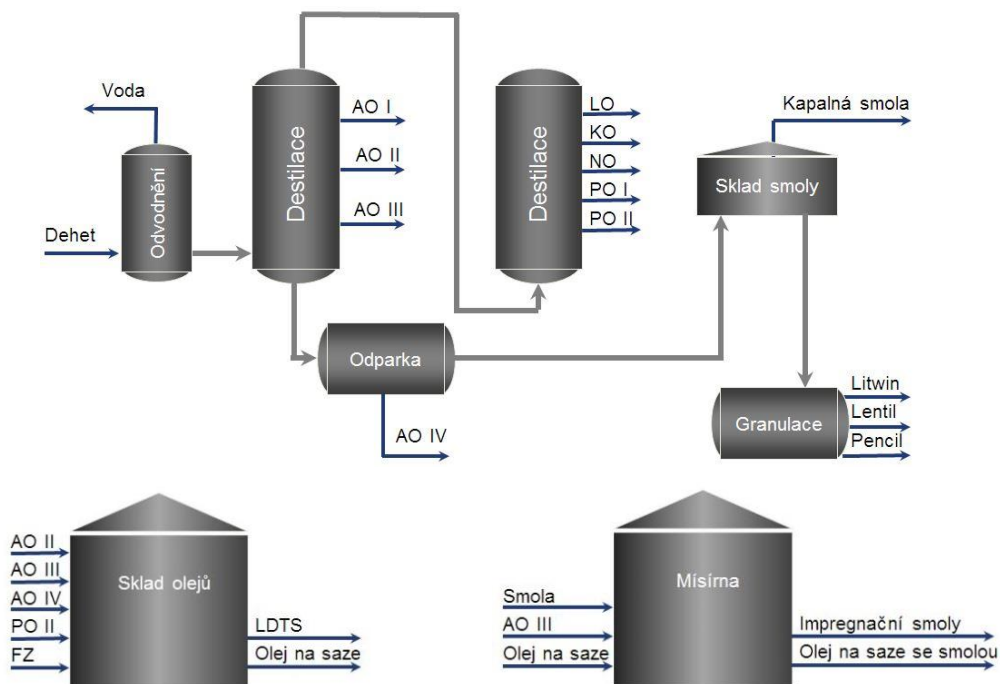 Voda
Dehet
Odvodnění
Destilace
AO I
AO II
AO III
Destilace
LO
KO
NO
PO I
PO II
Kapalná smola
Sklad smoly
Odparka
AO IV
Granulace
Litwin
Lentil
Pencil
AO II
AO III
AO IV
PO II
FZ
Sklad olejů
LDTS
Olej na saze
Smola
AO III
Olej na saze
Mísírna
Impregnační smoly
Olej na saze se smolou